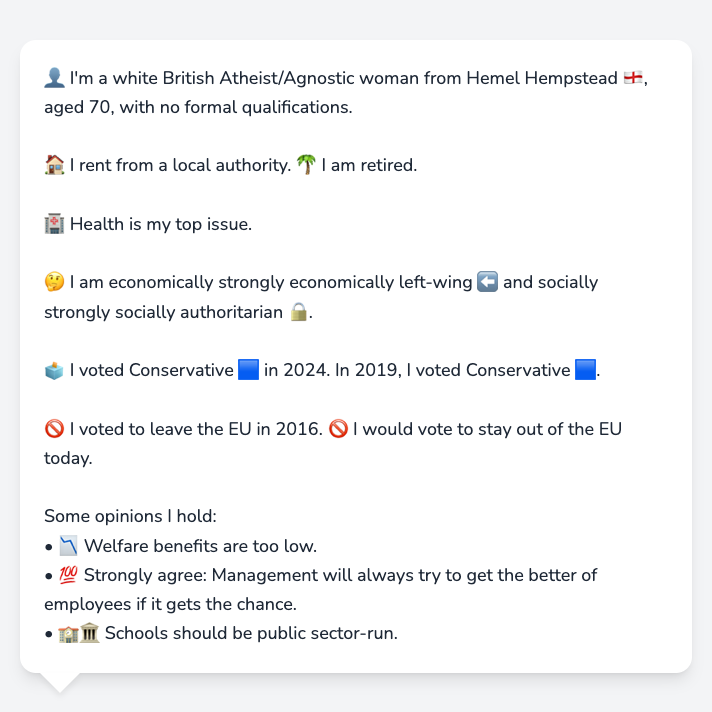 👤 I'm a white British Atheist/Agnostic woman from Hemel Hempstead 🏴󠁧󠁢󠁥󠁮󠁧󠁿,
aged 70, with no formal qualifications.
🏠 I rent from a local authority. 🌴 I am retired.
🏥 Health is my top issue.
🤔 I am economically strongly economically left-wing ⬅️ and socially
strongly socially authoritarian 🔒.
🗳️ I voted Conservative 🟦 in 2024. In 2019, I voted Conservative 🟦.
🚫 I voted to leave the EU in 2016. 🚫 I would vote to stay out of the EU
today.
Some opinions I hold:
• 📉 Welfare benefits are too low.
• 💯 Strongly agree: Management will always try to get the better of
employees if it gets the chance.
• 🏫🏛️ Schools should be public sector-run.